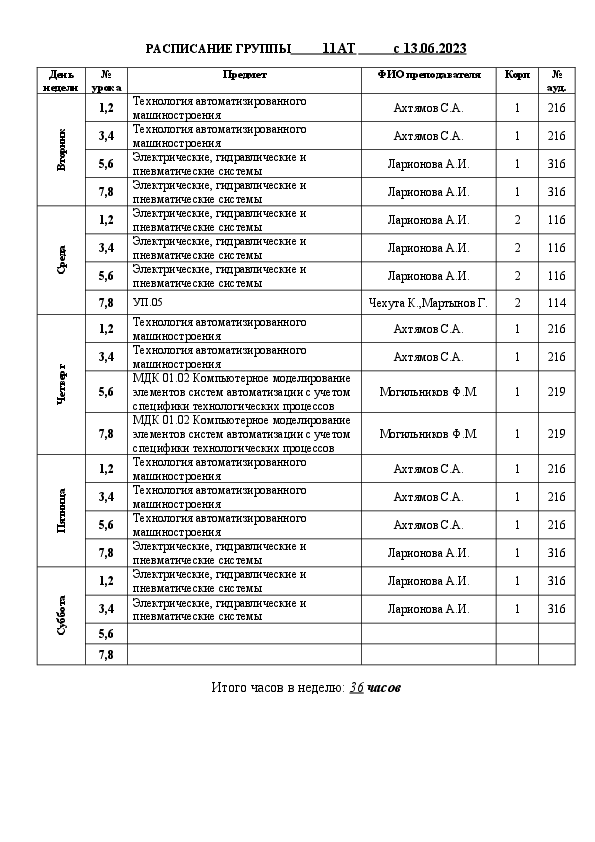 РАСПИСАНИЕ ГРУППЫ 11АТ с 13.06.2023
День недели № урока Предмет ФИО преподавателя Корп № ауд.
Вторник
1,2 Технология автоматизированного машиностроения Ахтямов С.А. 1 216
3,4 Технология автоматизированного машиностроения Ахтямов С.А. 1 216
5,6 Электрические, гидравлические и пневматические системы Ларионова А.И. 1 316
7,8 Электрические, гидравлические и пневматические системы Ларионова А.И. 1 316
Среда
1,2 Электрические, гидравлические и пневматические системы Ларионова А.И. 2 116
3,4 Электрические, гидравлические и пневматические системы Ларионова А.И. 2 116
5,6 Электрические, гидравлические и пневматические системы Ларионова А.И. 2 116
7,8 УП.05 Чехута К.,Мартынов Г. 2 114
Четверг
1,2 Технология автоматизированного машиностроения Ахтямов С.А. 1 216
3,4 Технология автоматизированного машиностроения Ахтямов С.А. 1 216
5,6 МДК 01.02 Компьютерное моделирование элементов систем автоматизации с учетом специфики технологических процессов Могильников Ф.М. 1 219
7,8 МДК 01.02 Компьютерное моделирование элементов систем автоматизации с учетом специфики технологических процессов Могильников Ф.М. 1 219
Пятница
1,2 Технология автоматизированного машиностроения Ахтямов С.А. 1 216
3,4 Технология автоматизированного машиностроения Ахтямов С.А. 1 216
5,6 Технология автоматизированного машиностроения Ахтямов С.А. 1 216
7,8 Электрические, гидравлические и пневматические системы Ларионова А.И. 1 316
Суббота
1,2 Электрические, гидравлические и пневматические системы Ларионова А.И. 1 316
3,4 Электрические, гидравлические и пневматические системы Ларионова А.И. 1 316
5,6
7,8
Итого часов в неделю: 36 часов